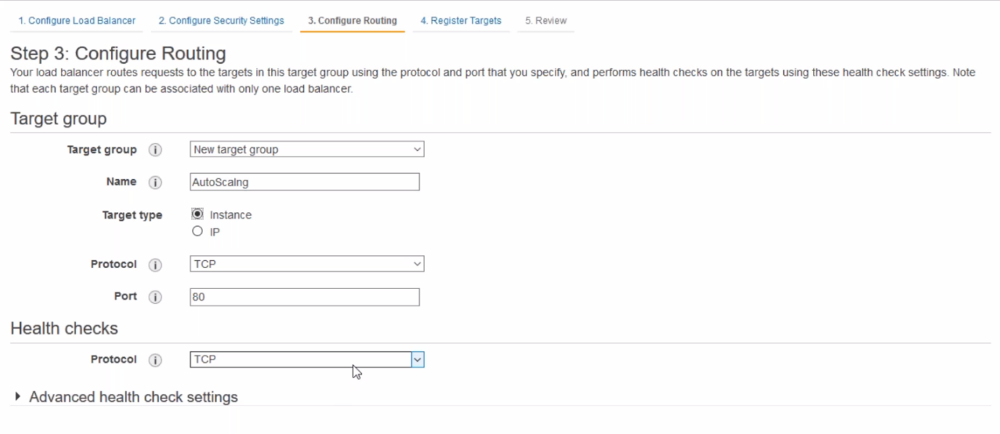 1. Configure Load Balancer 2. Configure Security Settings 3. Configure Routing 4. Register Targets 5. Review
Step 3: Configure Routing
Your load balancer routes requests to the targets in this target group using the protocol and port that you specify, and performs health checks on the targets using these health check settings. Note
that each target group can be associated with only one load balancer.
Target group
Target group i New target group
Name i AutoScalng
Target type Instance
IP
Protocol i TCP
Port i 80
Health checks
Protocol i TCP
Advanced health check settings